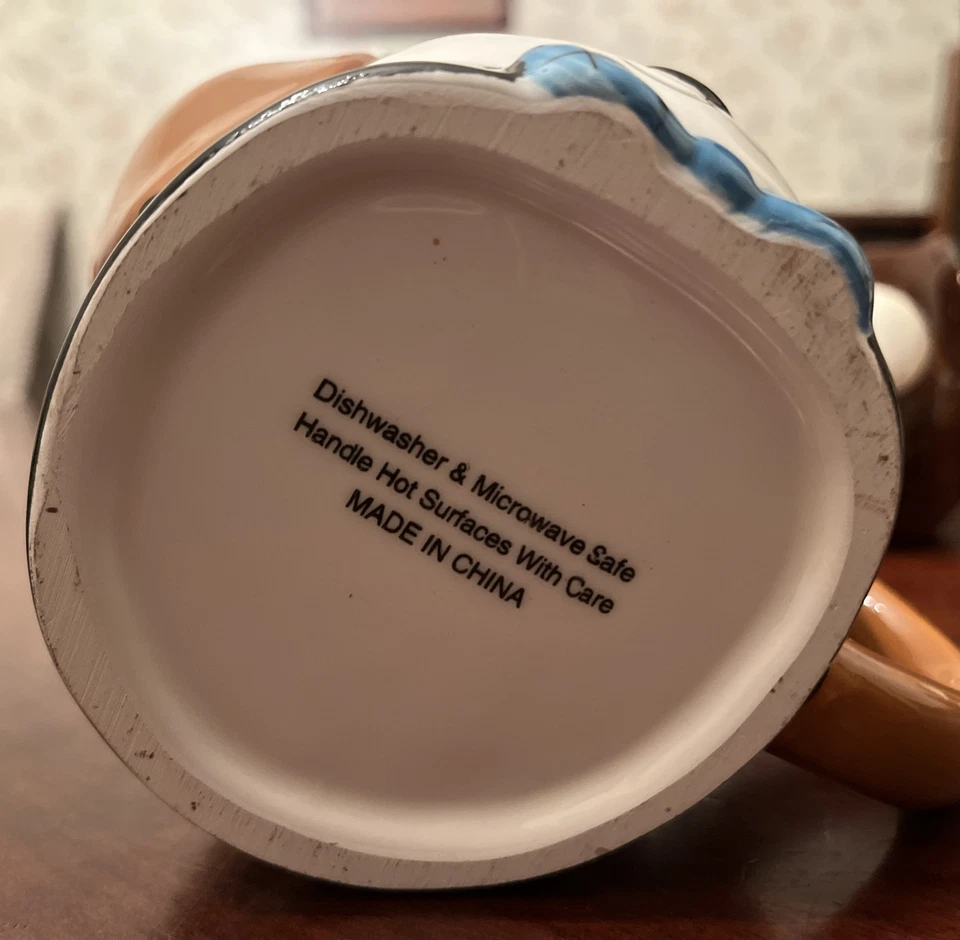 Dishwasher & Microwave Safe
Handle Hot Surfaces With Care
MADE IN CHINA